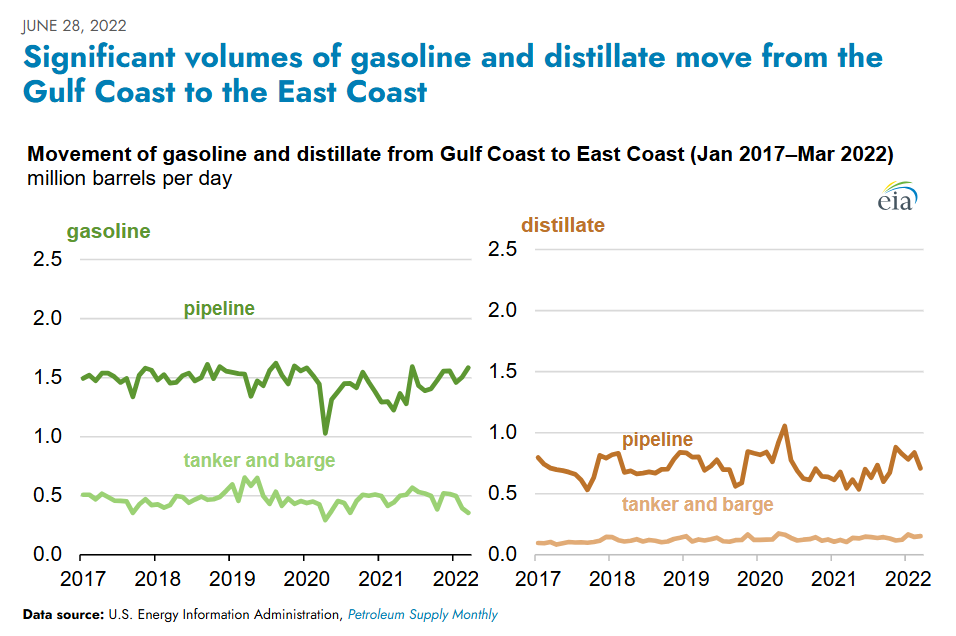 JUNE 28, 2022
Significant volumes of gasoline and distillate move from the
Gulf Coast to the East Coast
Movement of gasoline and distillate from Gulf Coast to East Coast (Jan 2017–Mar 2022)
million barrels per day
eia
gasoline
2.5
2.0
1.5
1.0
0.5
0.0
pipeline
tanker and barge
2017 2018 2019 2020 2021 2022
distillate
2.5
2.0
1.5
1.0
0.5
0.0
pipeline
tanker and barge
2017 2018 2019 2020 2021 2022
Data source: U.S. Energy Information Administration, Petroleum Supply Monthly